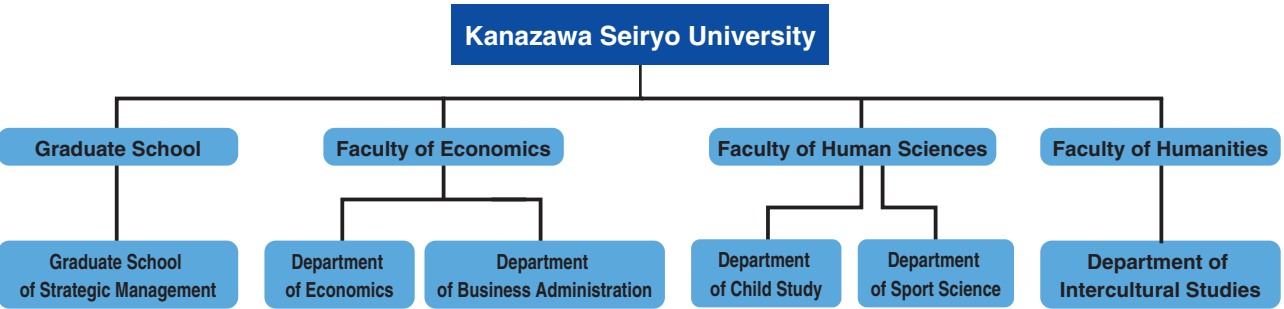 Kanazawa Seiryo University
Graduate School
Faculty of Economics
Faculty of Human Sciences
Faculty of Humanities
Graduate School
of Strategic Management
Department
of Economics
Department
of Business Administration
Department
of Child Study
Department
of Sport Science
Department of
Intercultural Studies